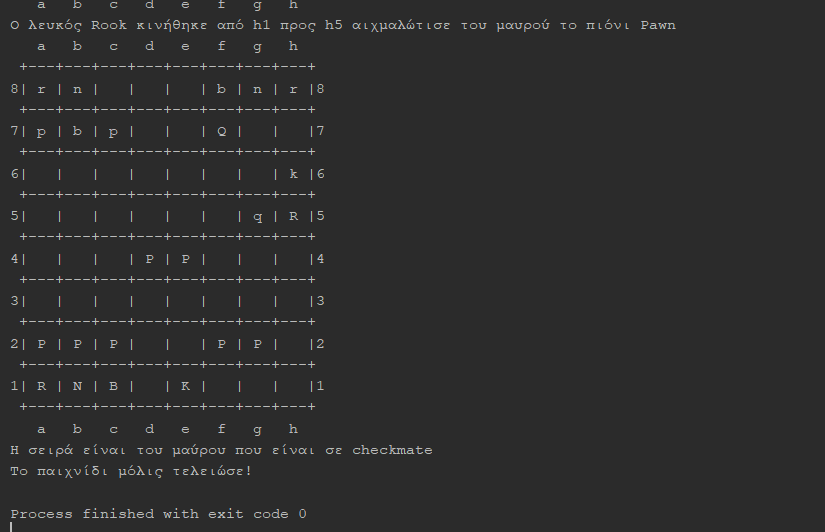 a   b   c   d   e   f   g   h
Ο λευκός Rook κινήθηκε από h1 προς h5 αιχμαλώτισε του μαυρού το πιόνι Pawn
    a   b   c   d   e   f   g   h
  +---+---+---+---+---+---+---+---+
8| r | n |   |   |   | b | n | r |8
  +---+---+---+---+---+---+---+---+
7| p | b | p |   |   | Q |   |   |7
  +---+---+---+---+---+---+---+---+
6|   |   |   |   |   |   |   | k |6
  +---+---+---+---+---+---+---+---+
5|   |   |   |   |   |   | q | R |5
  +---+---+---+---+---+---+---+---+
4|   |   |   | P | P |   |   |   |4
  +---+---+---+---+---+---+---+---+
3|   |   |   |   |   |   |   |   |3
  +---+---+---+---+---+---+---+---+
2| P | P | P |   |   | P | P |   |2
  +---+---+---+---+---+---+---+---+
1| R | N | B |   | K |   |   |   |1
  +---+---+---+---+---+---+---+---+
    a   b   c   d   e   f   g   h
Η σειρά είναι του μαύρου που είναι σε checkmate
Το παιχνίδι μόλις τελειώσε!
Process finished with exit code 0